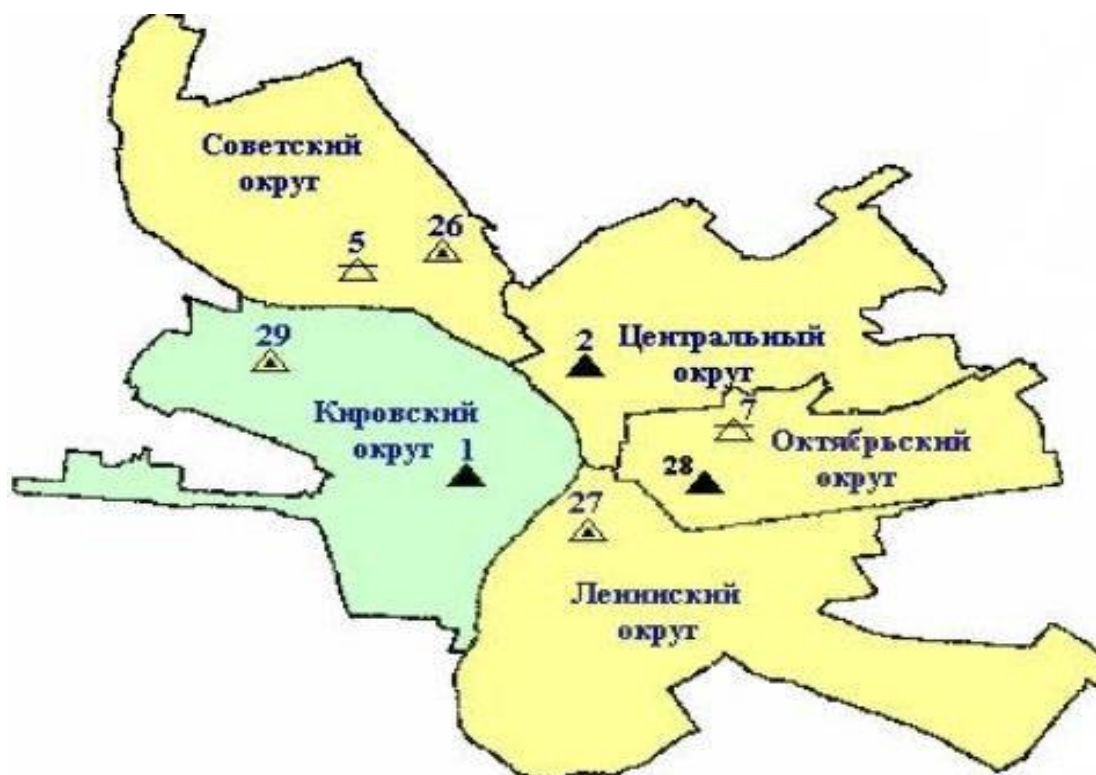 Советский
округ
26
5
29
2
Центральный
округ
Кировский
округ
1
7
Октябрьский
округ
28
27
Ленинский
округ